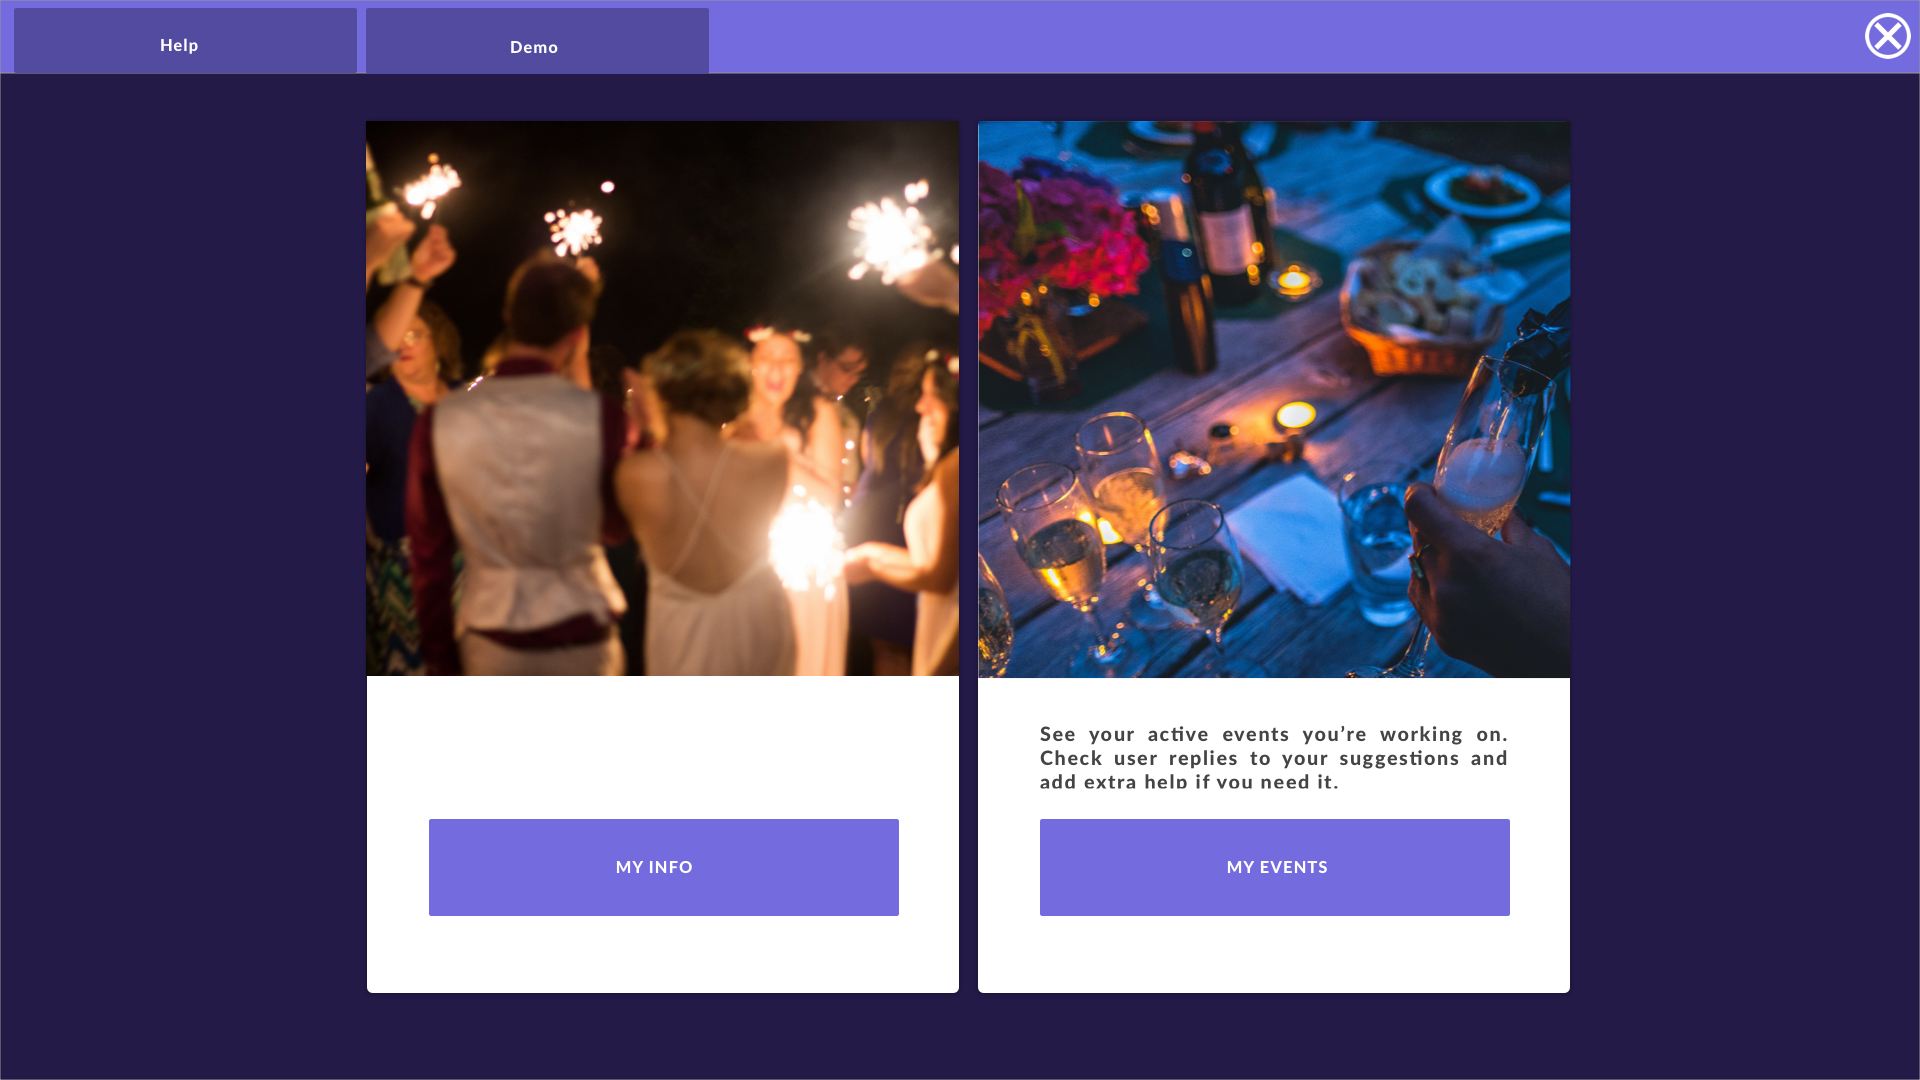 Help
Demo
See your active events you’re working on.
Check user replies to your suggestions and
add extra help if you need it.
MY INFO
MY EVENTS